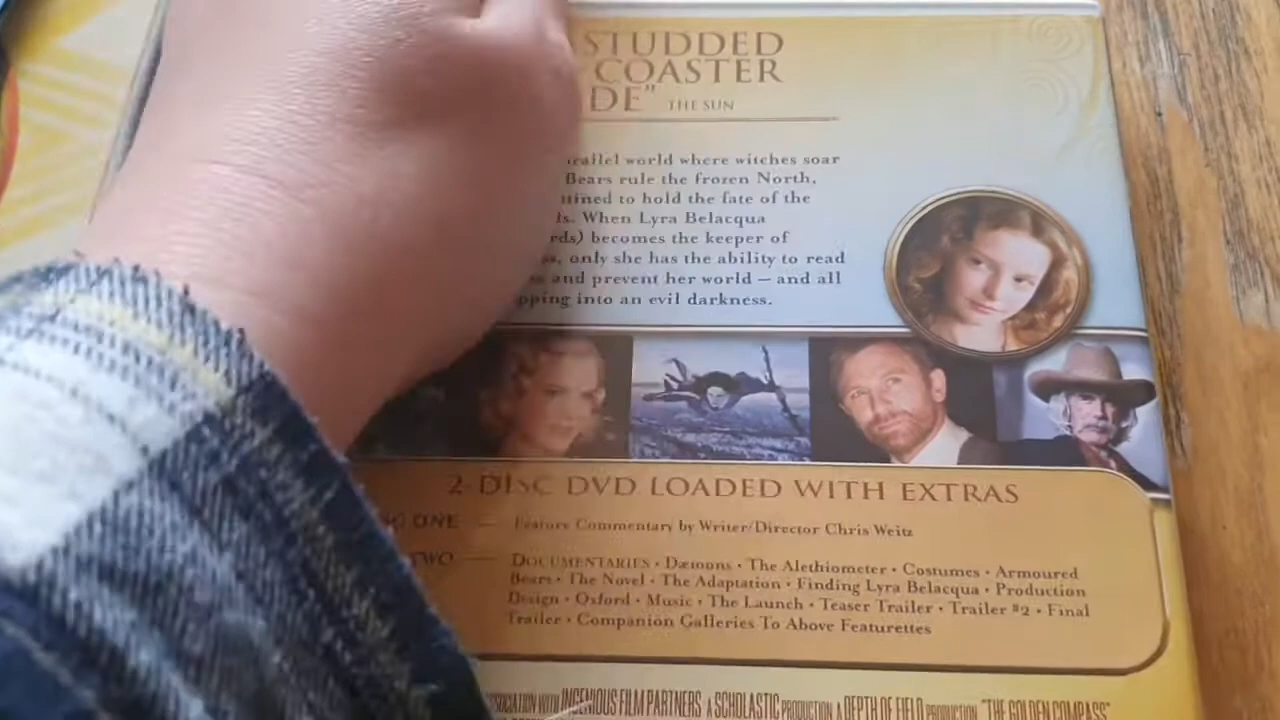 STUDDED
COASTER
DE" THE SUN
rallel world where witches soar
Bears rule the frozen North,
tined to hold the fate of the
ls. When Lyra Belacqua
rds) becomes the keeper of
s, only she has the ability to read
and prevent her world — and all
pping into an evil darkness.
2-DISC DVD LOADED WITH EXTRAS
ONE — Feature Commentary by Writer/Director Chris Weitz
TWO — DOCUMENTARIES • Dæmons • The Alethiometer • Costumes • Armoured
Bears • The Novel • The Adaptation • Finding Lyra Belacqua • Production
Design • Oxford • Music • The Launch • Teaser Trailer • Trailer #2 • Final
Trailer • Companion Galleries To Above Featurettes
SSOCIATION WITH INGENIOUS FILM PARTNERS A SCHOLASTIC PRODUCTION A DEPTH OF FIELD PRODUCTION "THE GOLDEN COMPASS"